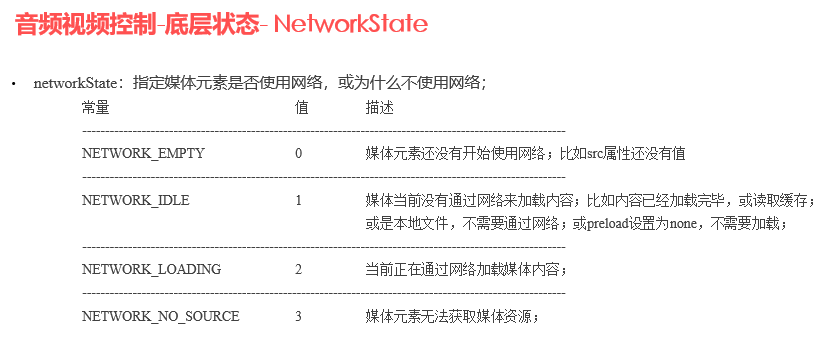 音频视频控制-底层状态- NetworkState
• networkState：指定媒体元素是否使用网络，或为什么不使用网络；
常量 值 描述
--------------------------------------------------------------------------------------------------------
NETWORK_EMPTY 0 媒体元素还没有开始使用网络；比如src属性还没有值
--------------------------------------------------------------------------------------------------------
NETWORK_IDLE 1 媒体当前没有通过网络来加载内容；比如内容已经加载完毕，或读取缓存；
或是本地文件，不需要通过网络；或preload设置为none，不需要加载；
--------------------------------------------------------------------------------------------------------
NETWORK_LOADING 2 当前正在通过网络加载媒体内容；
--------------------------------------------------------------------------------------------------------
NETWORK_NO_SOURCE 3 媒体元素无法获取媒体资源；